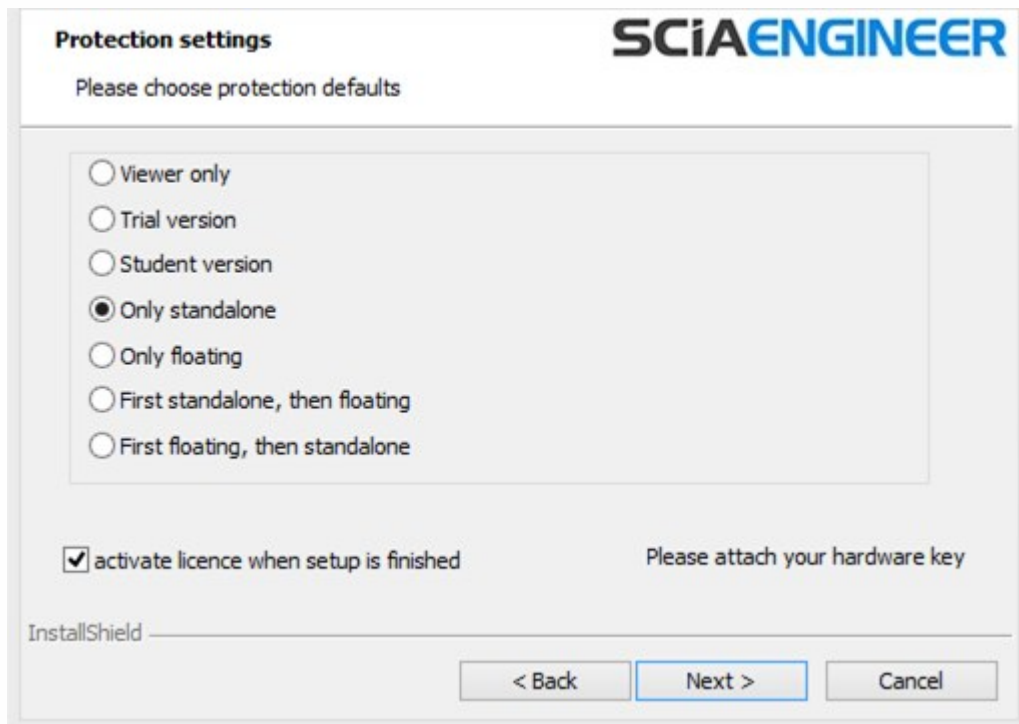 Protection settings
SCiAENGINEER
Please choose protection defaults
Viewer only
Trial version
Student version
Only standalone
Only floating
First standalone, then floating
First floating, then standalone
activate licence when setup is finished
Please attach your hardware key
InstallShield
< Back
Next >
Cancel